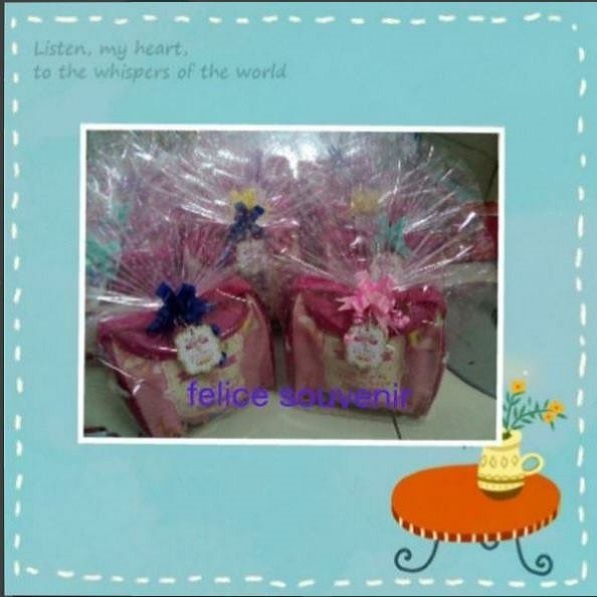 Listen, my heart,
to the whispers of the world
felice souvenir